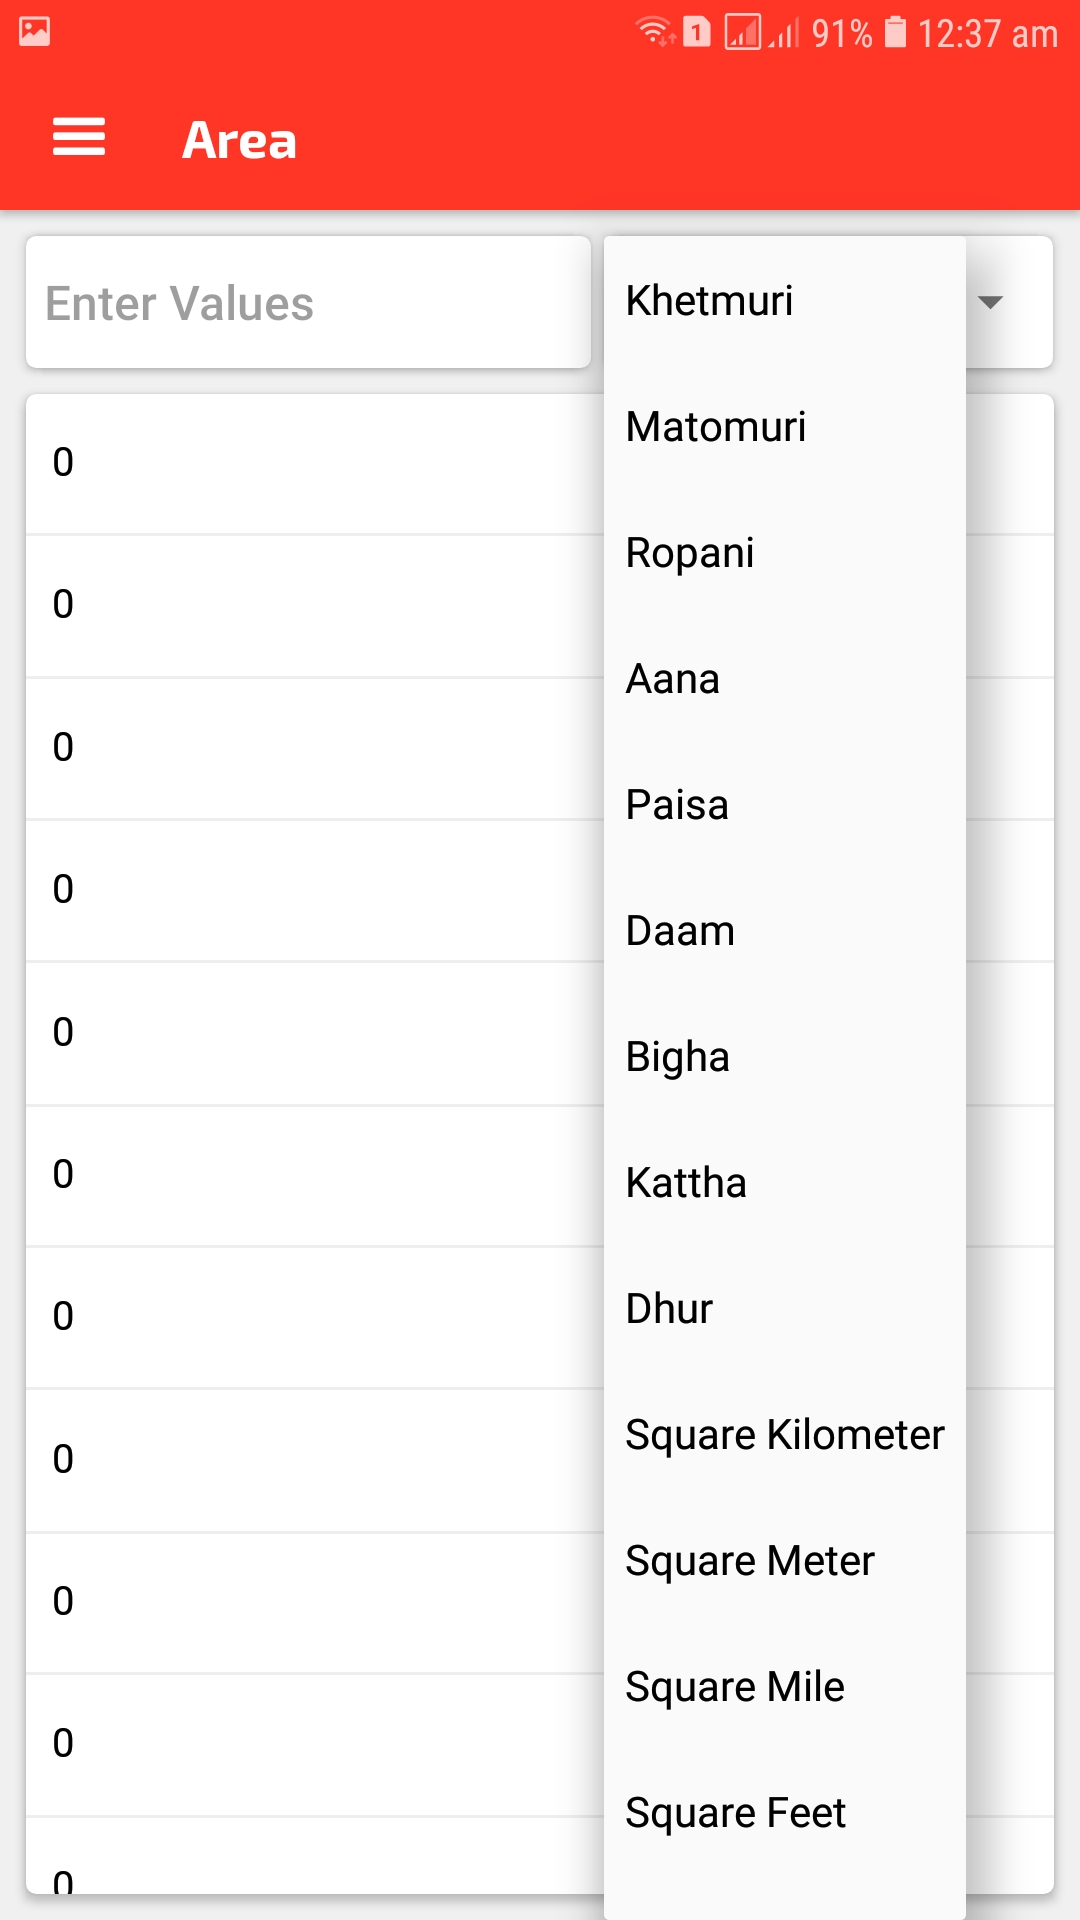 1 91% 12:37 am
Area
Enter Values
Khetmuri
Matomuri
0
Ropani
0
Aana
0
Paisa
0
Daam
0
Bigha
0
Kattha
0
Dhur
0
Square Kilometer
0
Square Meter
0
Square Mile
0
Square Feet
0